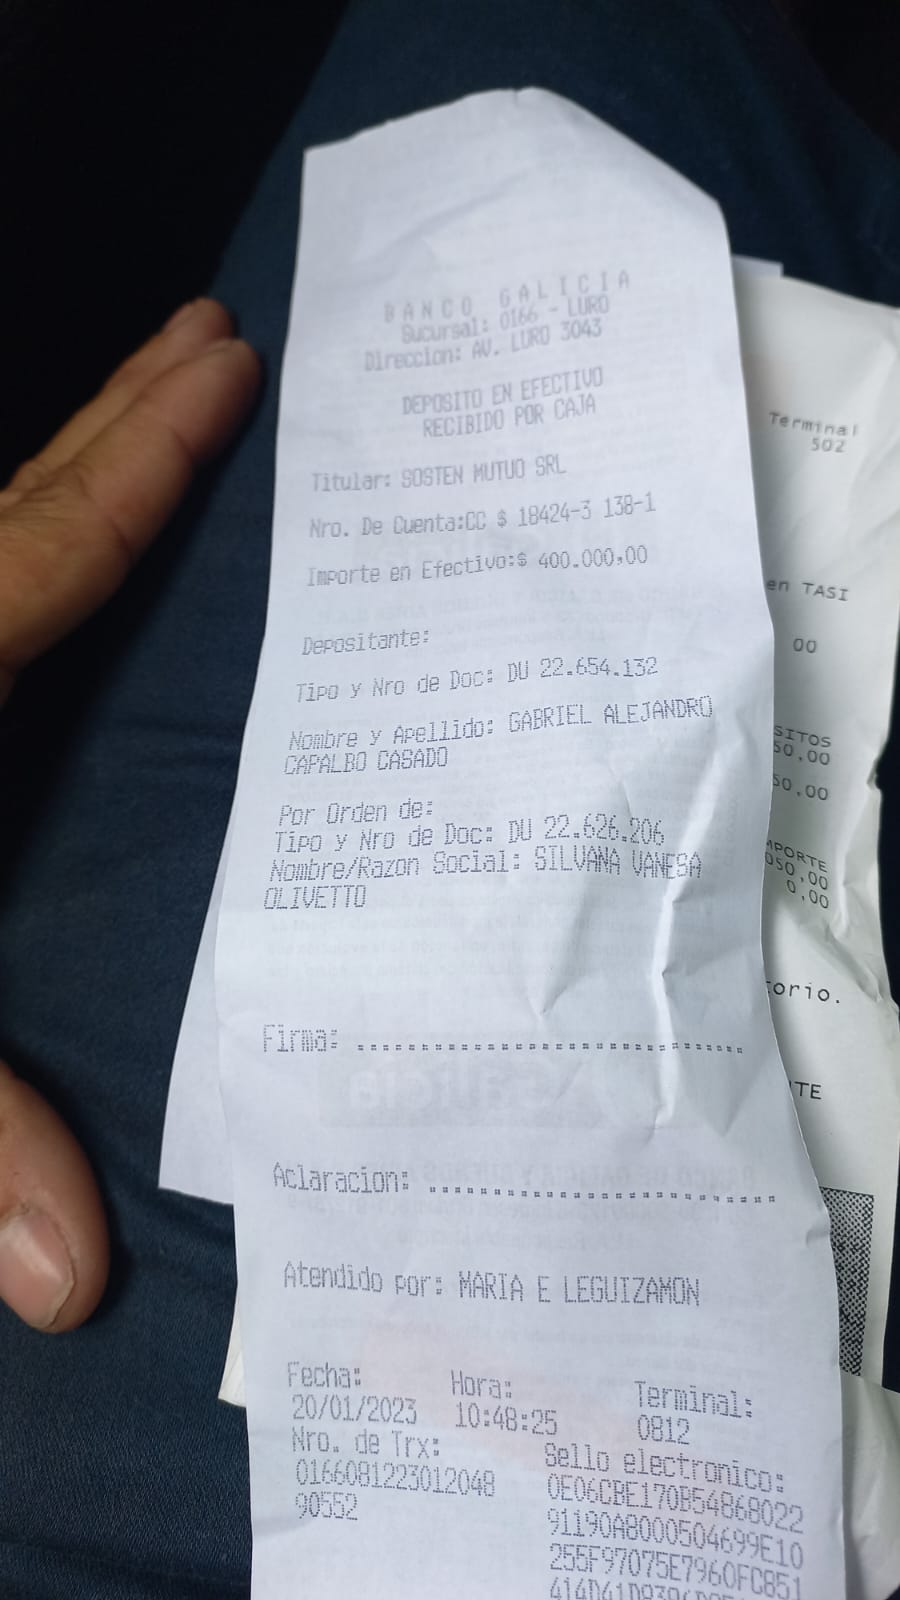 BANCO GALICIA
Sucursal: 0166 - LURO
Direccion: AV. LURO 3043
DEPOSITO EN EFECTIVO
RECIBIDO POR CAJA
Titular: SOSTEN MUTUO SRL
Nro. De Cuenta:CC $ 18424-3 138-1
Importe en Efectivo:$ 400.000,00
Depositante:
Tipo y Nro de Doc: DU 22.654.132
Nombre y Apellido: GABRIEL ALEJANDRO
CAPALBO CASADO
Por Orden de:
Tipo y Nro de Doc: DU 22.626.206
Nombre/Razon Social: SILVANA VANESA
OLIVETTO
Firma:
Aclaracion:
Atendido por: MARIA E LEGUIZAMON
Fecha: Hora: Terminal:
20/01/2023 10:48:25 0812
Nro. de Trx: Sello electronico:
0166081223012048 0E06CBE170B54868022
90552 91190A8000504699E10
255F97075E7960FC851
Terminal
502
en TASI
00
SITOS
50,00
50,00
MPORTE
050,00
0,00
torio.
TE